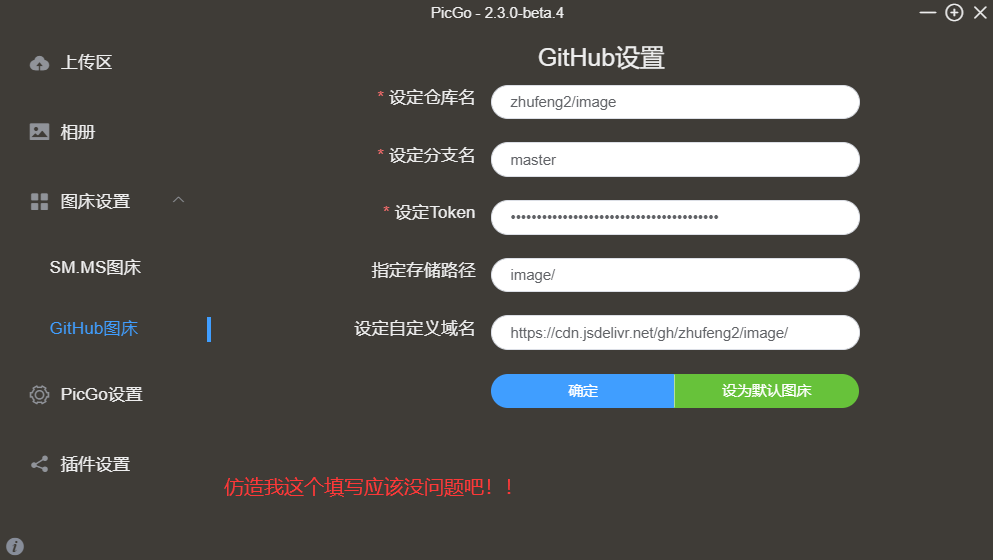 PicGo - 2.3.0-beta.4
上传区
相册
图床设置
SM.MS图床
GitHub图床
PicGo设置
插件设置
GitHub设置
* 设定仓库名 zhufeng2/image
* 设定分支名 master
* 设定Token ••••••••••••••••••••••••••••••••••••••••
指定存储路径 image/
设定自定义域名 https://cdn.jsdelivr.net/gh/zhufeng2/image/
确定 设为默认图床
仿造我这个填写应该没问题吧！！